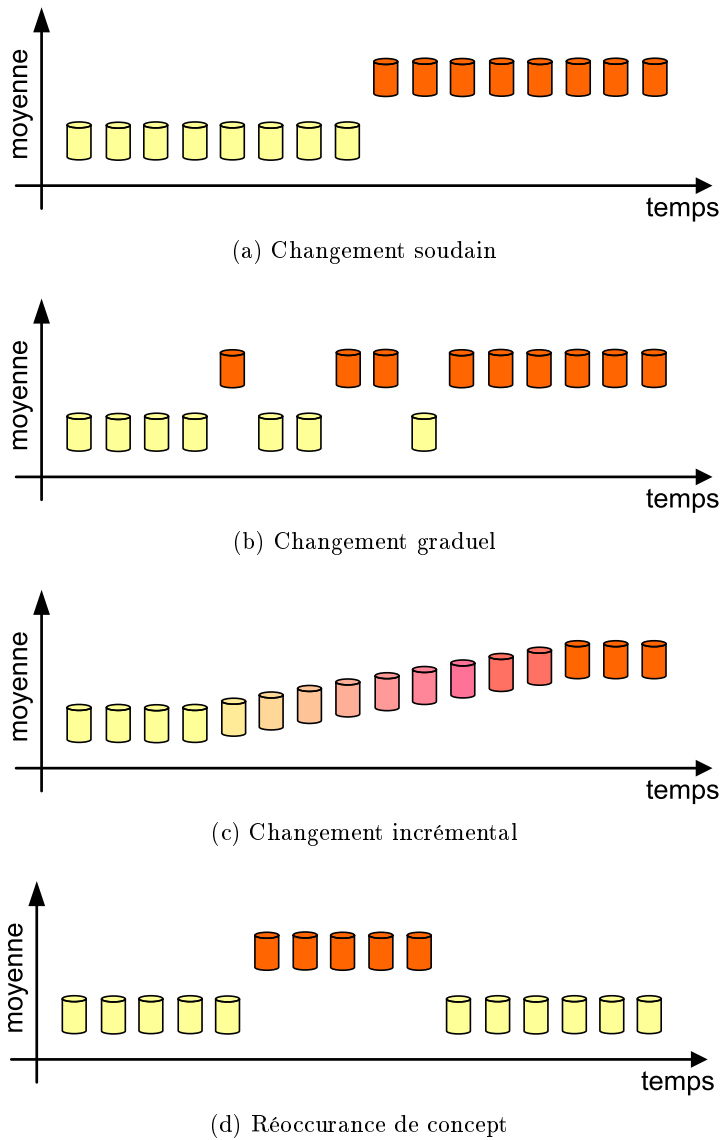 moyenne
temps
(a) Changement soudain
moyenne
temps
(b) Changement graduel
moyenne
temps
(c) Changement incrémental
moyenne
temps
(d) Réoccurance de concept